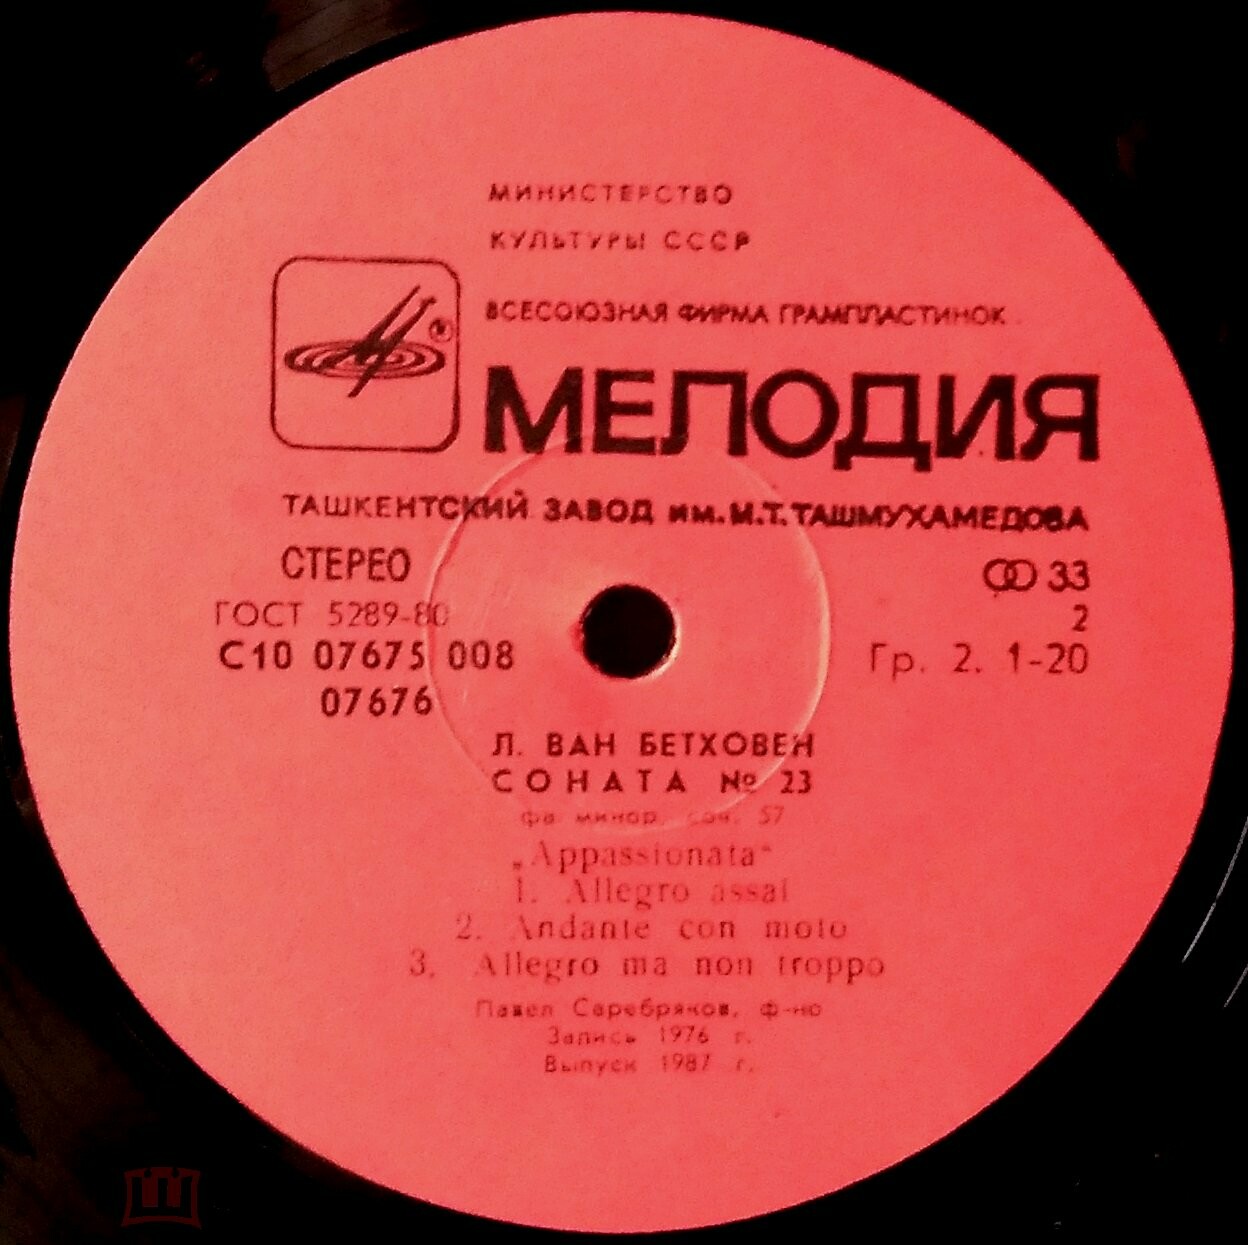 МИНИСТЕРСТВО
КУЛЬТУРЫ СССР
ВСЕСОЮЗНАЯ ФИРМА ГРАМПЛАСТИНОК
МЕЛОДИЯ
ТАШКЕНТСКИЙ ЗАВОД им. М.Т. ТАШМУХАМЕДОВА
СТЕРЕО
33
ГОСТ 5289-80
2
С10 07675 008
Гр. 2. 1-20
07676
Л. ВАН БЕТХОВЕН
СОНАТА № 23
фа минор, соч. 57
„Appassionata“
1. Allegro assai
2. Andante con moto
3. Allegro ma non troppo
Павел Серебряков, ф-но
Запись 1976 г.
Выпуск 1987 г.